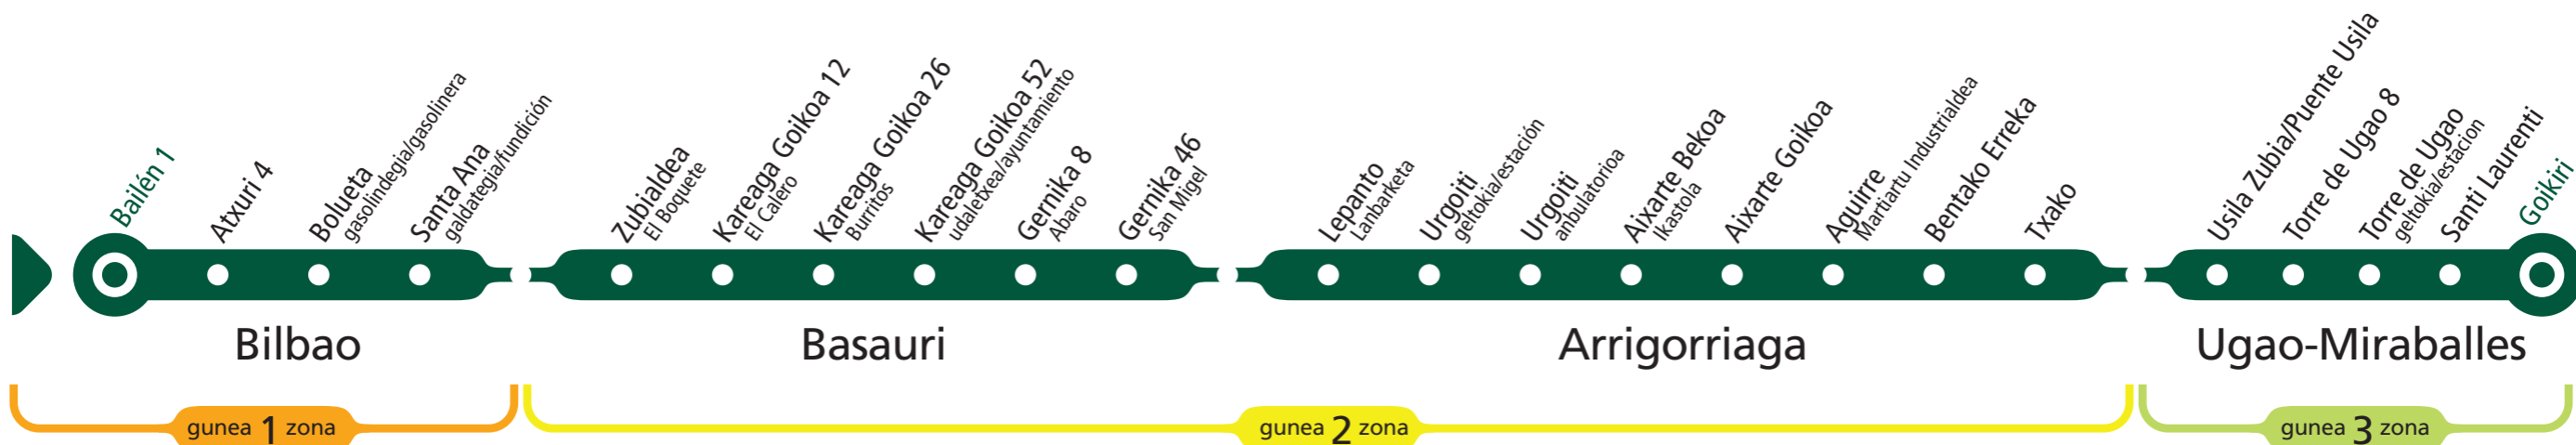 Bailén 1
Atxuri 4
Bolueta
gasolindegia/gasolinera
Santa Ana
galdategia/fundición
Zubialdea
El Boquete
Kareaga Goikoa 12
El Calero
Kareaga Goikoa 26
Burritos
Kareaga Goikoa 52
udaletxea/ayuntamiento
Gernika 8
Abaro
Gernika 46
San Migel
Lepanto
Lanbarketa
Urgoiti
geltokia/estación
Urgoiti
anbulatorioa
Aixarte Bekoa
Ikastola
Aixarte Goikoa
Aguirre
Martiartu Industrialdea
Bentako Erreka
Txako
Usila Zubia/Puente Usila
Torre de Ugao 8
Torre de Ugao
geltokia/estacion
Santi Laurenti
Goikiri
Bilbao
Basauri
Arrigorriaga
Ugao-Miraballes
gunea 1 zona
gunea 2 zona
gunea 3 zona